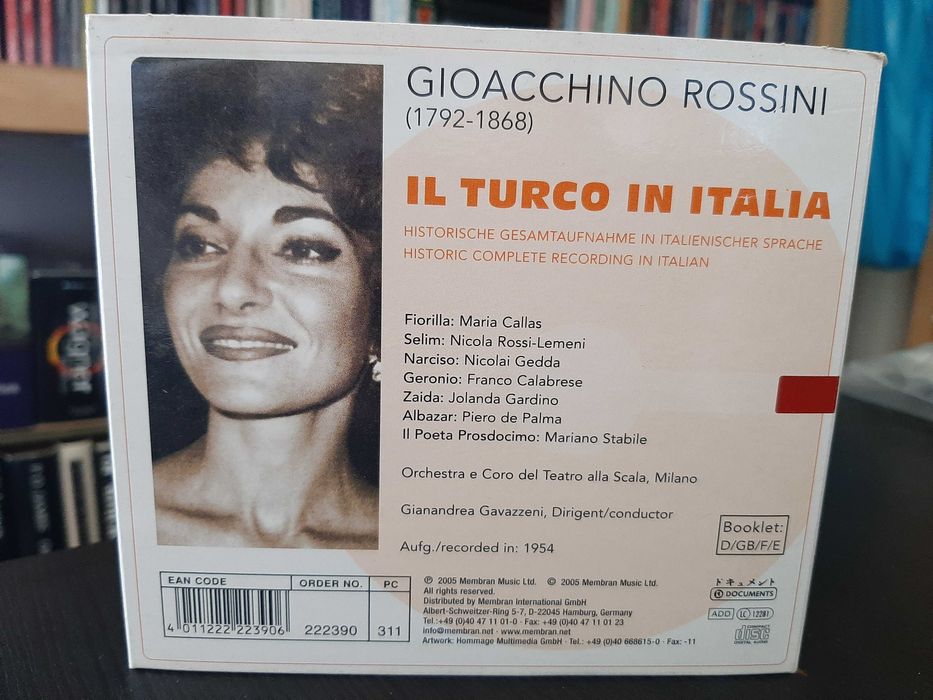 GIOACCHINO ROSSINI
(1792-1868)
IL TURCO IN ITALIA
HISTORISCHE GESAMTAUFNAHME IN ITALIENISCHER SPRACHE
HISTORIC COMPLETE RECORDING IN ITALIAN
Fiorilla: Maria Callas
Selim: Nicola Rossi-Lemeni
Narciso: Nicolai Gedda
Geronio: Franco Calabrese
Zaida: Jolanda Gardino
Albazar: Piero de Palma
Il Poeta Prosdocimo: Mariano Stabile
Orchestra e Coro del Teatro alla Scala, Milano
Gianandrea Gavazzeni, Dirigent/conductor
Aufg./recorded in: 1954
Booklet:
D/GB/F/E
EAN CODE
ORDER NO.
PC
4 011222 223906
222390
311
℗ 2005 Membran Music Ltd. © 2005 Membran Music Ltd.
All rights reserved.
Distributed by Membran International GmbH
Albert-Schweitzer-Ring 5-7, D-22045 Hamburg, Germany
Tel.:+49 (0)40 47 11 01-0 · Fax: +49 (0)40 47 11 01 23
info@membran.net · www.membran.net
Artwork: Hommage Multimedia GmbH · Tel.: +49 (0)40 668615-0 · Fax: -11
ドキュメント
DOCUMENTS
ADD
LC 12281
COMPACT
disc
DIGITAL AUDIO